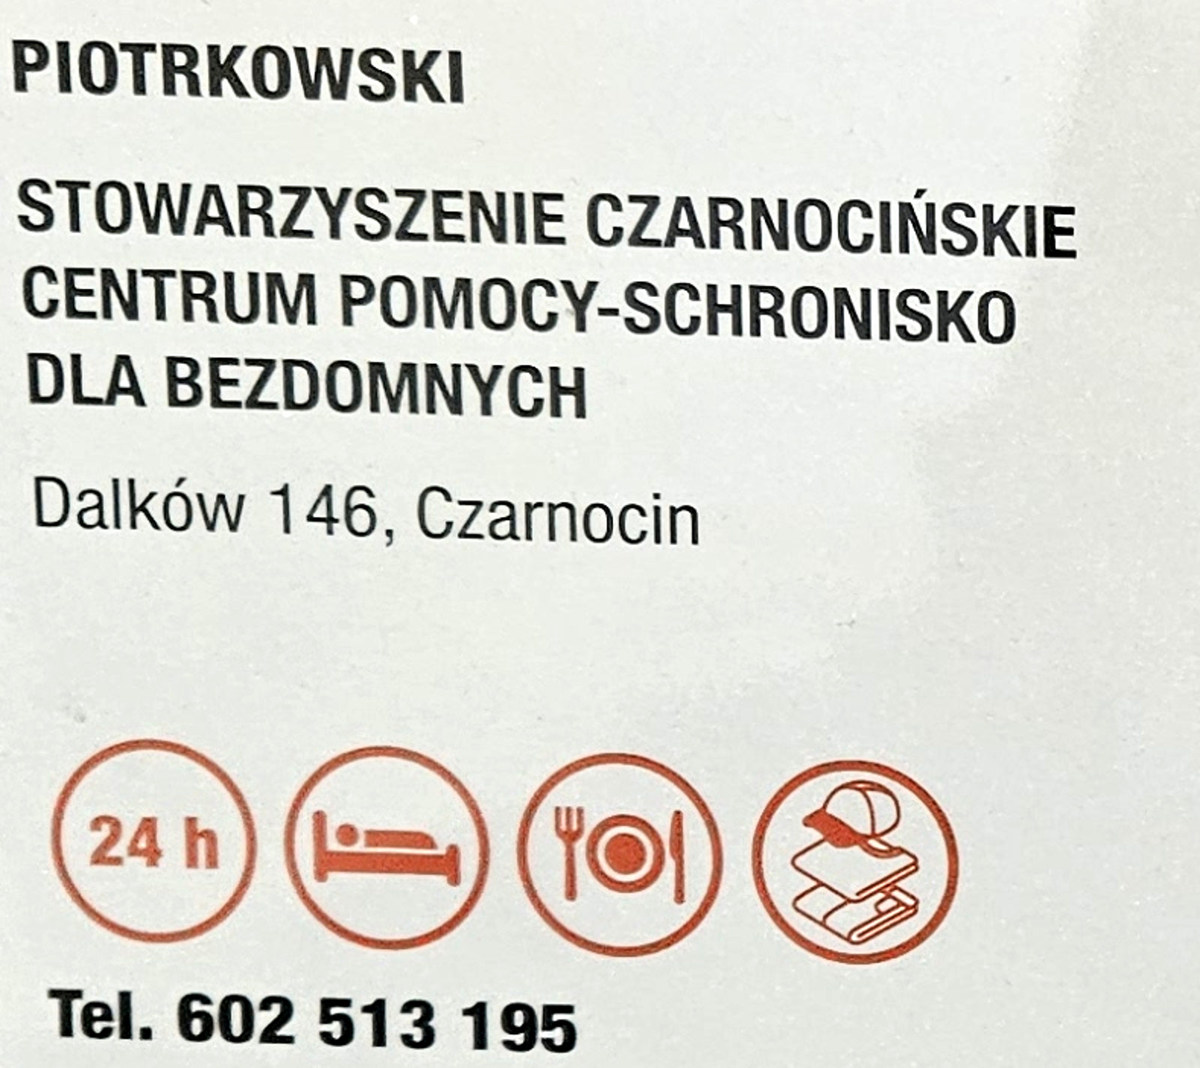 PIOTRKOWSKI
STOWARZYSZENIE CZARNOCIŃSKIE
CENTRUM POMOCY-SCHRONISKO
DLA BEZDOMNYCH
Dalków 146, Czarnocin
24 h
Tel. 602 513 195